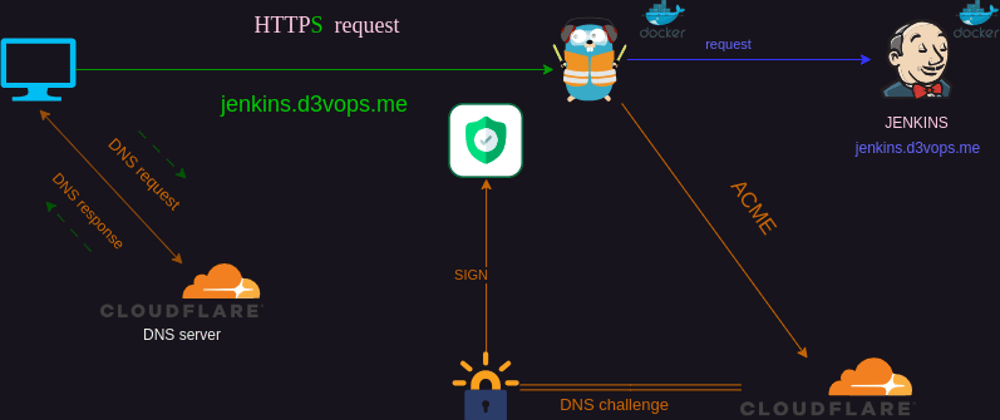 HTTPS request
docker
docker
request
jenkins.d3vops.me
JENKINS
jenkins.d3vops.me
DNS request
DNS response
ACME
SIGN
CLOUDFLARE
DNS server
DNS challenge
CLOUDFLARE